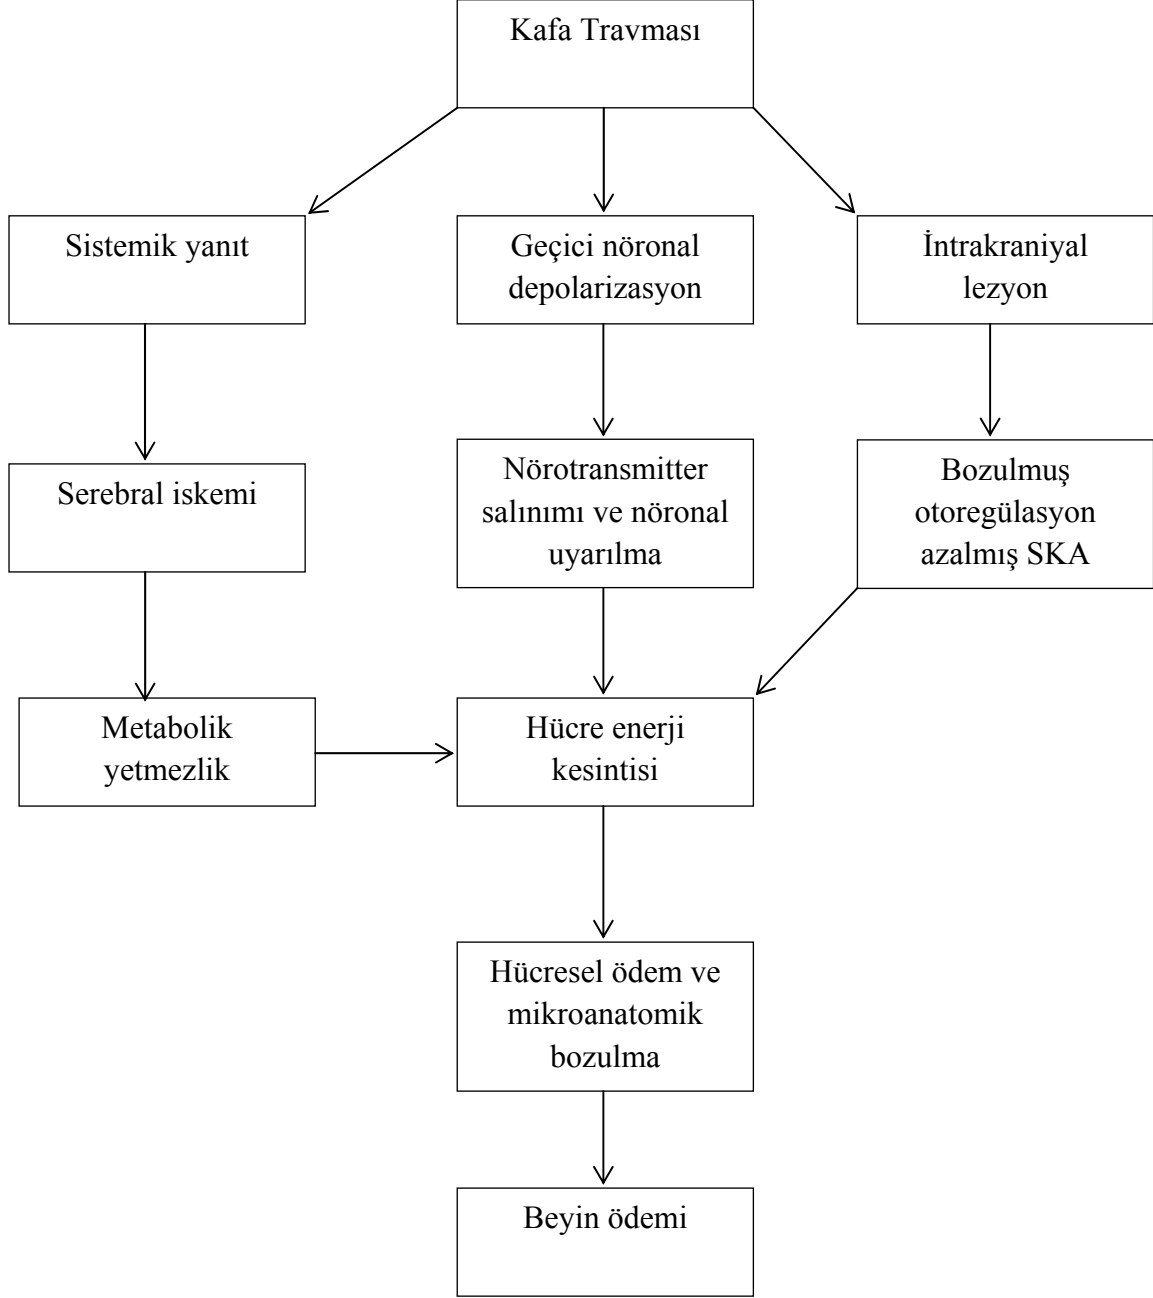 Kafa Travması
Sistemik yanıt
Geçici nöronal
depolarizasyon
İntrakraniyal
lezyon
Serebral iskemi
Nörotransmitter
salınımı ve nöronal
uyarılma
Bozulmuş
otoregülasyon
azalmış SKA
Metabolik
yetmezlik
Hücre enerji
kesintisi
Hücresel ödem ve
mikroanatomik
bozulma
Beyin ödemi